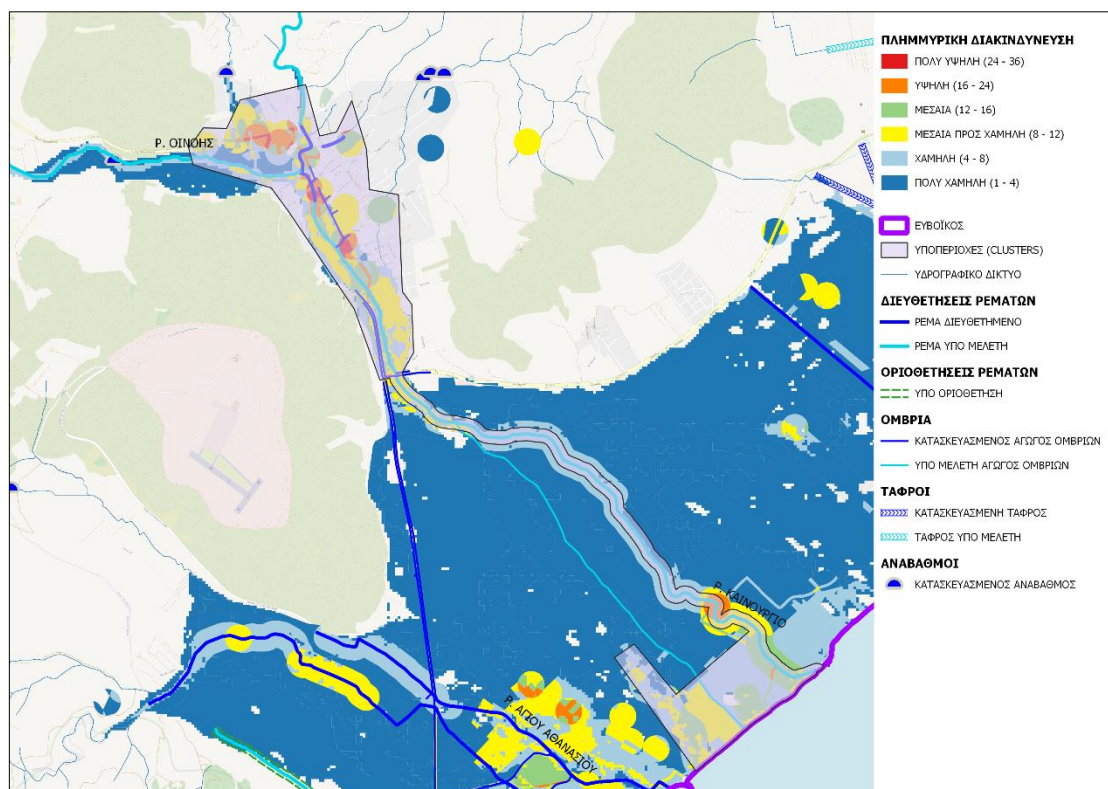 Ρ. ΟΙΝΟΗΣ
Ρ. ΚΑΙΝΟΥΡΓΙΟ
Ρ. ΑΓΙΟΥ ΑΘΑΝΑΣΙΟΥ
ΠΛΗΜΜΥΡΙΚΗ ΔΙΑΚΙΝΔΥΝΕΥΣΗ
ΠΟΛΥ ΥΨΗΛΗ (24 - 36)
ΥΨΗΛΗ (16 - 24)
ΜΕΣΑΙΑ (12 - 16)
ΜΕΣΑΙΑ ΠΡΟΣ ΧΑΜΗΛΗ (8 - 12)
ΧΑΜΗΛΗ (4 - 8)
ΠΟΛΥ ΧΑΜΗΛΗ (1 - 4)
ΕΥΒΟΪΚΟΣ
ΥΠΟΠΕΡΙΟΧΕΣ (CLUSTERS)
ΥΔΡΟΓΡΑΦΙΚΟ ΔΙΚΤΥΟ
ΔΙΕΥΘΕΤΗΣΕΙΣ ΡΕΜΑΤΩΝ
ΡΕΜΑ ΔΙΕΥΘΕΤΗΜΕΝΟ
ΡΕΜΑ ΥΠΟ ΜΕΛΕΤΗ
ΟΡΙΟΘΕΤΗΣΕΙΣ ΡΕΜΑΤΩΝ
ΥΠΟ ΟΡΙΟΘΕΤΗΣΗ
ΟΜΒΡΙΑ
ΚΑΤΑΣΚΕΥΑΣΜΕΝΟΣ ΑΓΩΓΟΣ ΟΜΒΡΙΩΝ
ΥΠΟ ΜΕΛΕΤΗ ΑΓΩΓΟΣ ΟΜΒΡΙΩΝ
ΤΑΦΡΟΙ
ΚΑΤΑΣΚΕΥΑΣΜΕΝΗ ΤΑΦΡΟΣ
ΤΑΦΡΟΣ ΥΠΟ ΜΕΛΕΤΗ
ΑΝΑΒΑΘΜΟΙ
ΚΑΤΑΣΚΕΥΑΣΜΕΝΟΣ ΑΝΑΒΑΘΜΟΣ